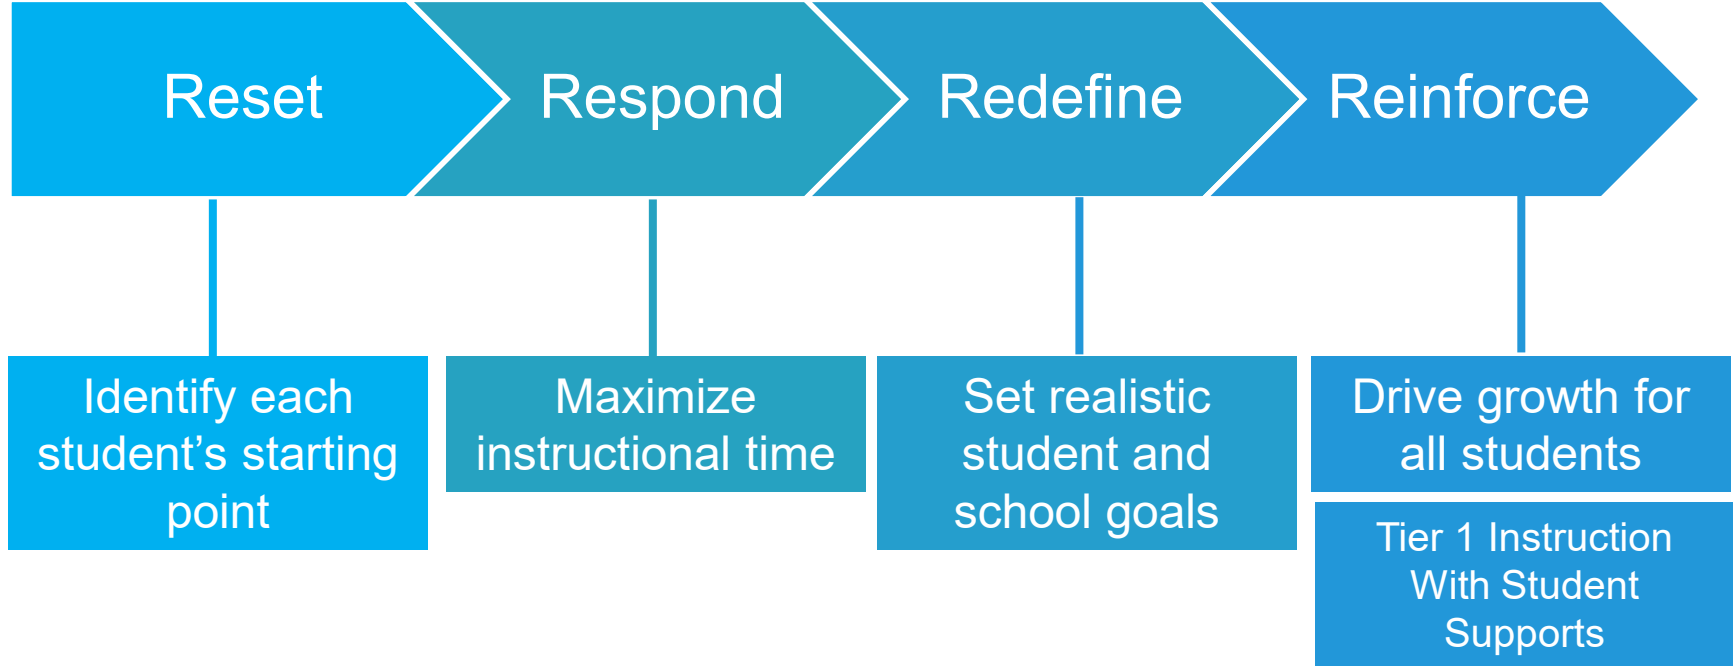 Reset
Respond
Redefine
Reinforce
Identify each
student’s starting
point
Maximize
instructional time
Set realistic
student and
school goals
Drive growth for
all students
Tier 1 Instruction
With Student
Supports